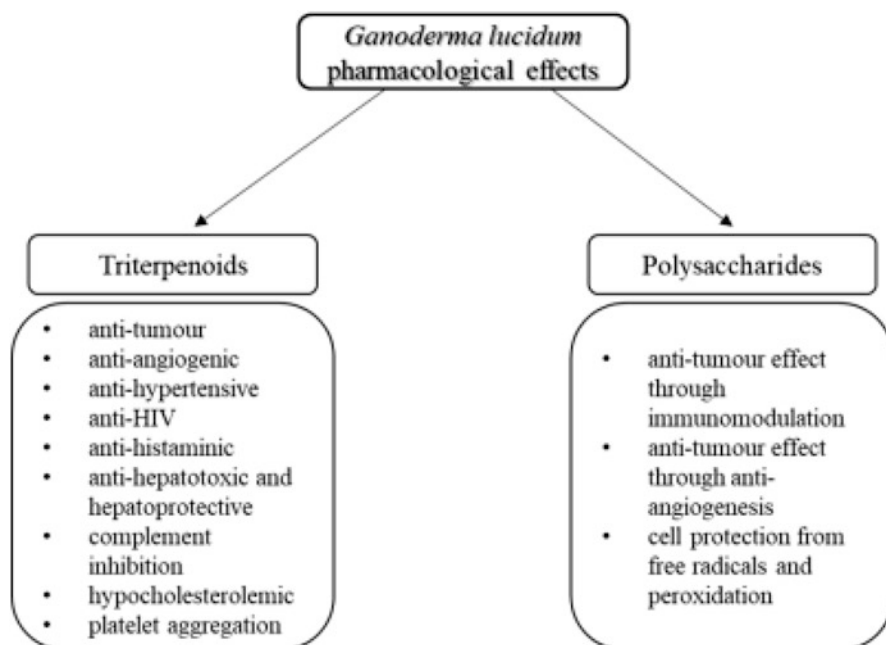 Ganoderma lucidum
pharmacological effects
Triterpenoids
• anti-tumour
• anti-angiogenic
• anti-hypertensive
• anti-HIV
• anti-histaminic
• anti-hepatotoxic and
hepatoprotective
• complement
inhibition
• hypocholesterolemic
• platelet aggregation
Polysaccharides
• anti-tumour effect
through
immunomodulation
• anti-tumour effect
through anti-
angiogenesis
• cell protection from
free radicals and
peroxidation